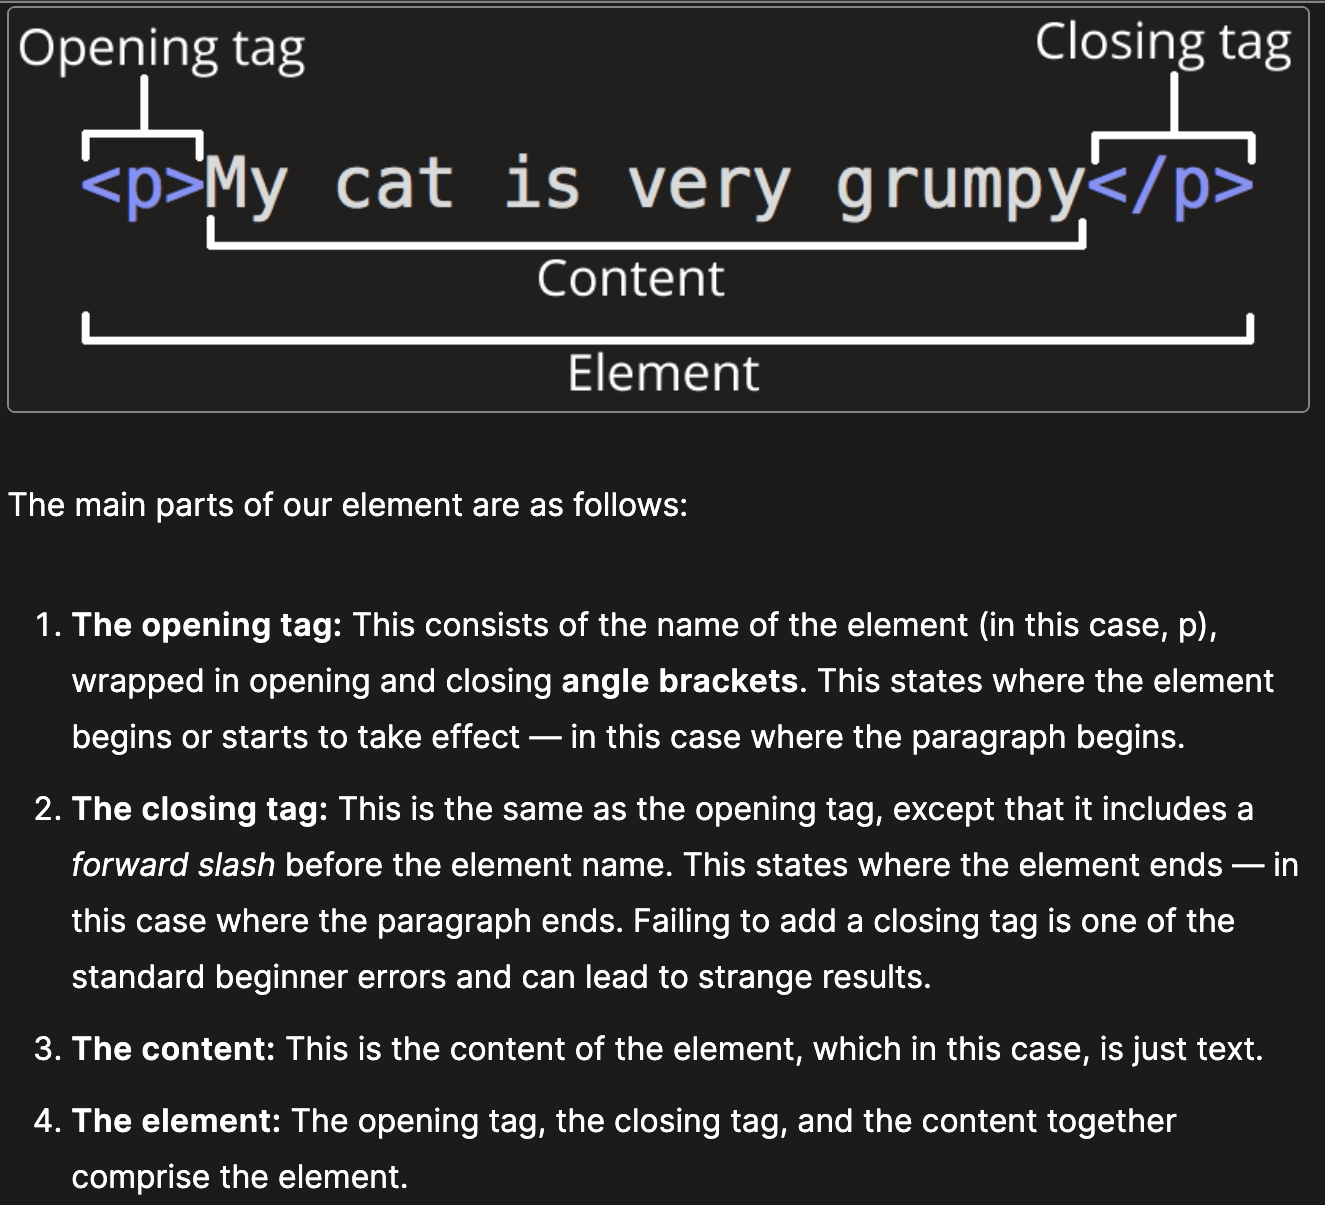 Opening tag
Closing tag
<p>My cat is very grumpy</p>
Content
Element
The main parts of our element are as follows:
1. The opening tag: This consists of the name of the element (in this case, p),
wrapped in opening and closing angle brackets. This states where the element
begins or starts to take effect — in this case where the paragraph begins.
2. The closing tag: This is the same as the opening tag, except that it includes a
forward slash before the element name. This states where the element ends — in
this case where the paragraph ends. Failing to add a closing tag is one of the
standard beginner errors and can lead to strange results.
3. The content: This is the content of the element, which in this case, is just text.
4. The element: The opening tag, the closing tag, and the content together
comprise the element.